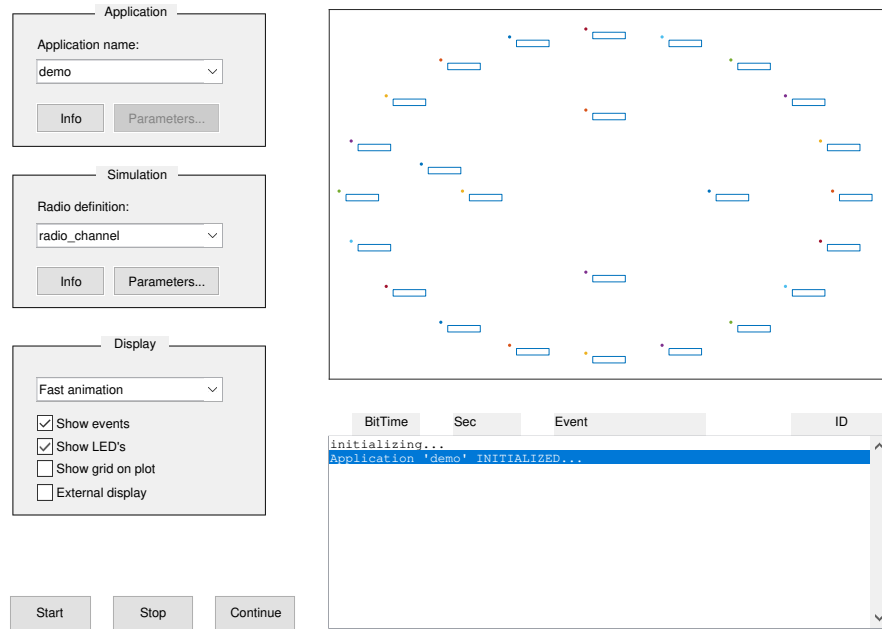 Application
Application name:
demo
Info
Parameters...
Simulation
Radio definition:
radio_channel
Info
Parameters...
Display
Fast animation
Show events
Show LED's
Show grid on plot
External display
Start
Stop
Continue
BitTime Sec Event ID
initializing...
Application 'demo' INITIALIZED...